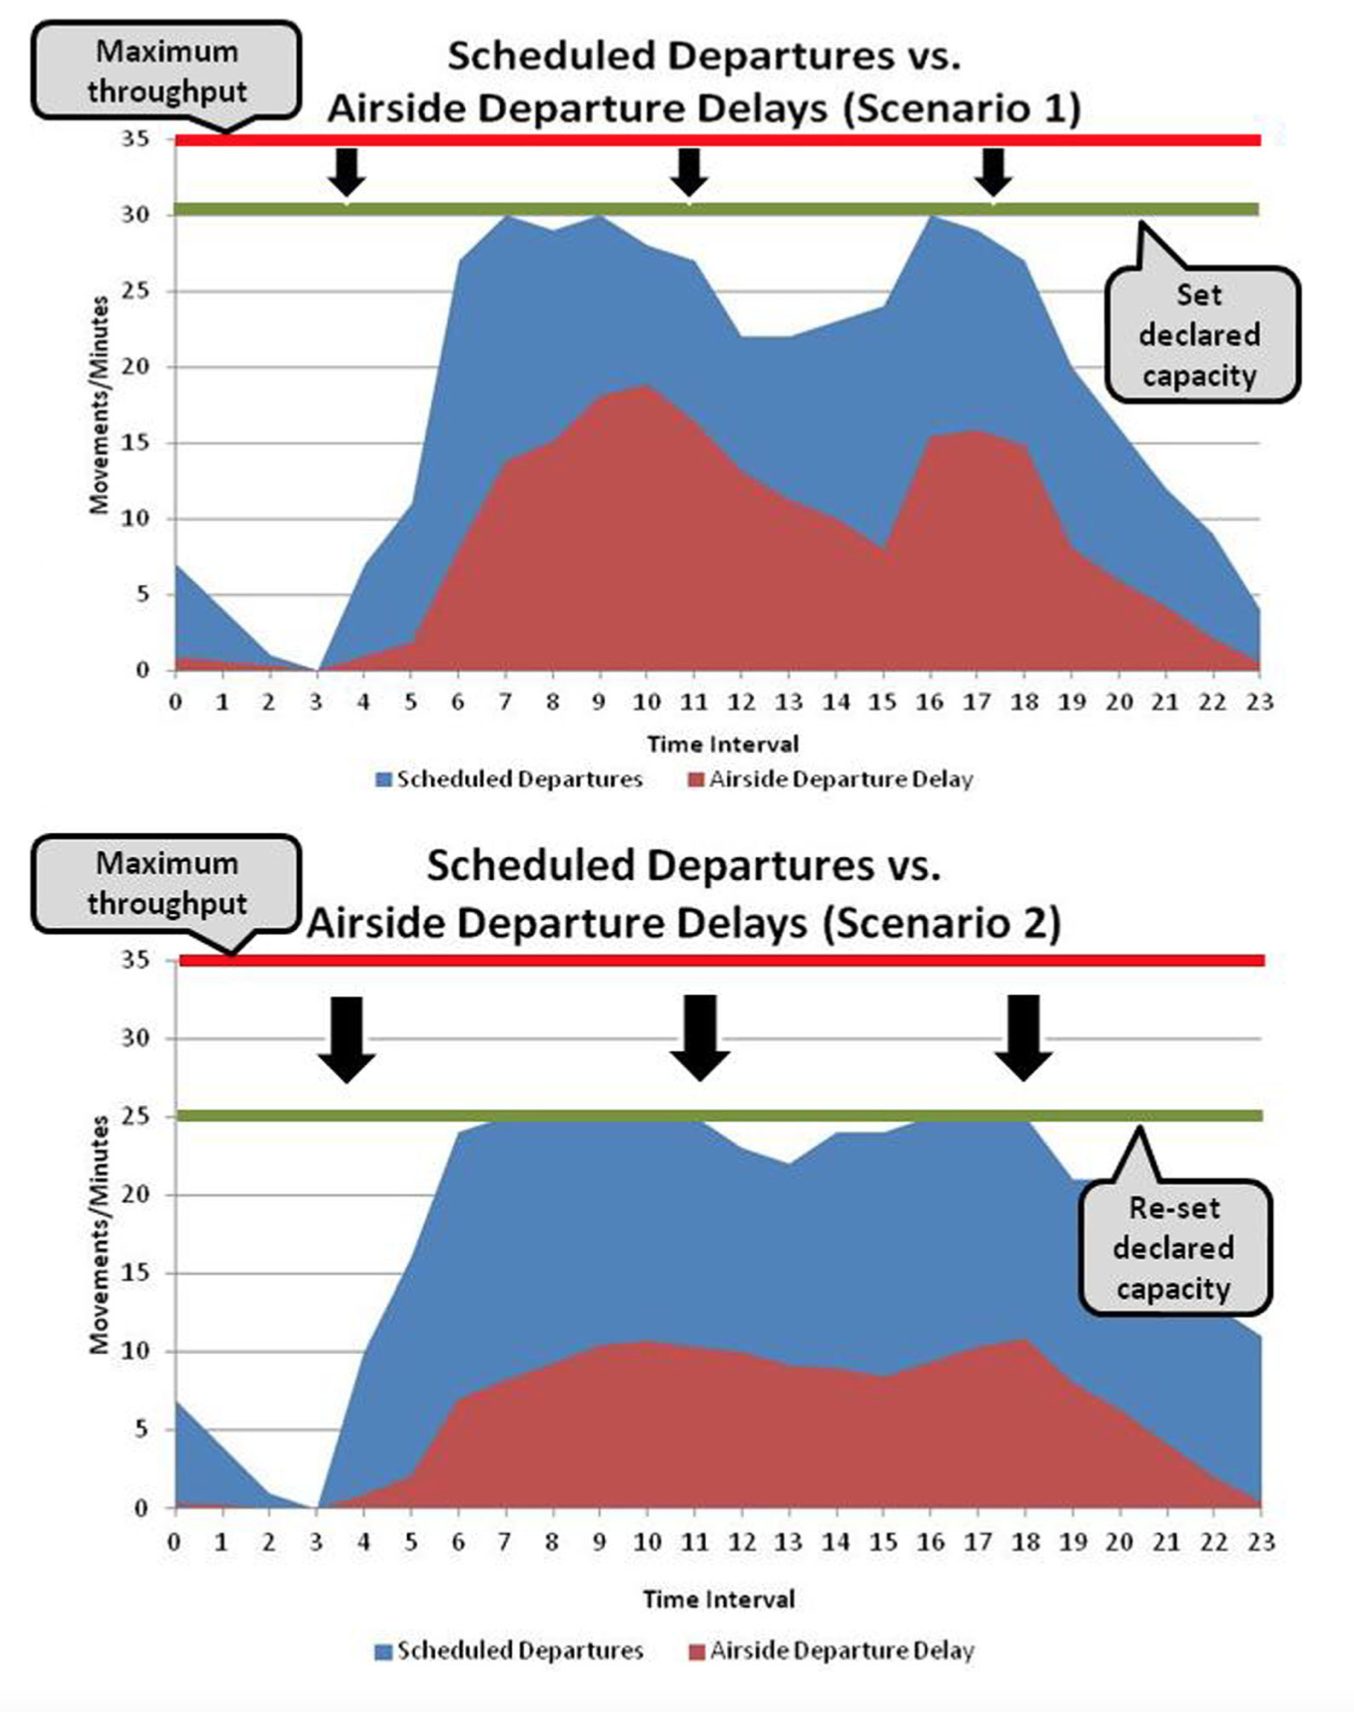 Maximum
throughput
Scheduled Departures vs.
Airside Departure Delays (Scenario 1)
35
30
25
20
15
10
5
0
Movements/Minutes
Set
declared
capacity
0 1 2 3 4 5 6 7 8 9 10 11 12 13 14 15 16 17 18 19 20 21 22 23
Time Interval
Scheduled Departures Airside Departure Delay
Maximum
throughput
Scheduled Departures vs.
Airside Departure Delays (Scenario 2)
35
30
25
20
15
10
5
0
Movements/Minutes
Re-set
declared
capacity
0 1 2 3 4 5 6 7 8 9 10 11 12 13 14 15 16 17 18 19 20 21 22 23
Time Interval
Scheduled Departures Airside Departure Delay